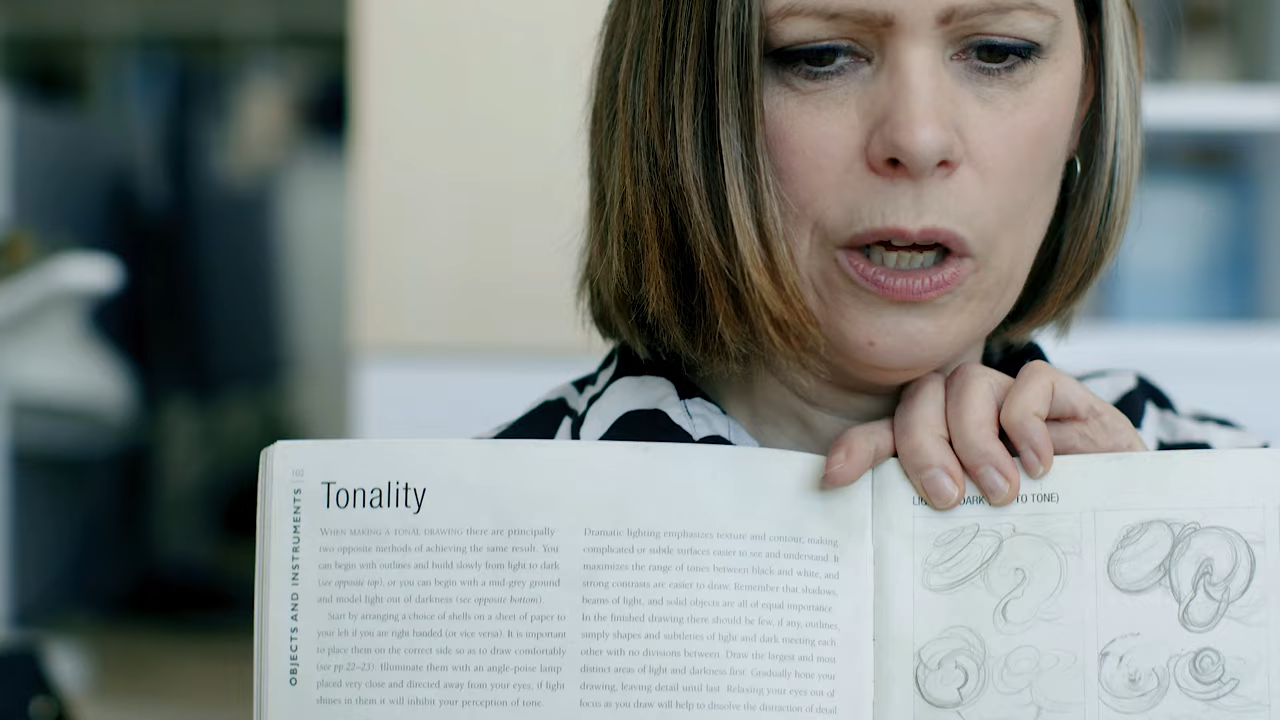 102
OBJECTS AND INSTRUMENTS
Tonality
WHEN MAKING A TONAL DRAWING there are principally
two opposite methods of achieving the same result. You
can begin with outlines and build slowly from light to dark
(see opposite top), or you can begin with a mid-grey ground
and model light out of darkness (see opposite bottom).
Start by arranging a choice of shells on a sheet of paper to
your left if you are right handed (or vice versa). It is important
to place them on the correct side so as to draw comfortably
(see pp.22–23). Illuminate them with an angle-poise lamp
placed very close and directed away from your eyes; if light
shines in them it will inhibit your perception of tone.
Dramatic lighting emphasizes texture and contour, making
complicated or subtle surfaces easier to see and understand. It
maximizes the range of tones between black and white, and
strong contrasts are easier to draw. Remember that shadows,
beams of light, and solid objects are all of equal importance.
In the finished drawing there should be few, if any, outlines,
simply shapes and subtleties of light and dark meeting each
other with no divisions between. Draw the largest and most
distinct areas of light and darkness first. Gradually hone your
drawing, leaving detail until last. Relaxing your eyes out of
focus as you draw will help to dissolve the distraction of detail
DARK TO TONE)